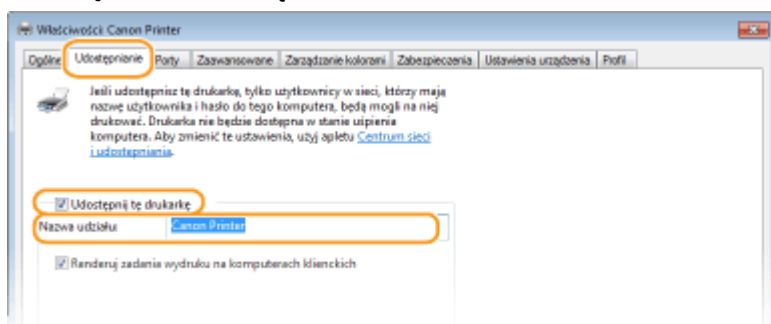 Właściwości: Canon Printer
Ogólne Udostępnianie Porty Zaawansowane Zarządzanie kolorami Zabezpieczenia Ustawienia urządzenia Profil
Jeśli udostępnisz tę drukarkę, tylko użytkownicy w sieci, którzy mają
nazwę użytkownika i hasło do tego komputera, będą mogli na niej
drukować. Drukarka nie będzie dostępna w stanie uśpienia
komputera. Aby zmienić te ustawienia, użyj apletu Centrum sieci
i udostępniania.
Udostępnij tę drukarkę
Nazwa udziału: Canon Printer
Renderuj zadania wydruku na komputerach klienckich